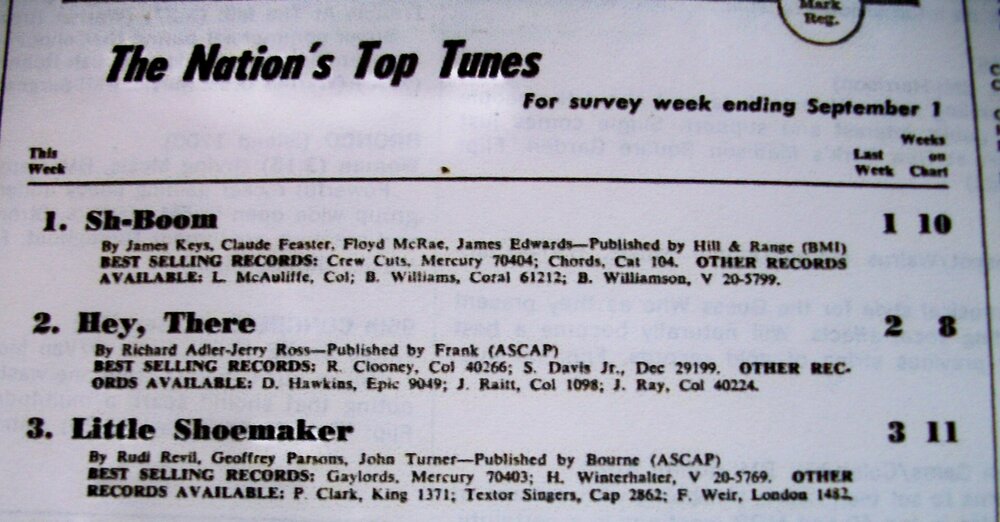 Mark
Reg.
The Nation's Top Tunes
For survey week ending September 1
This Week Last Week Weeks on Chart
1. Sh-Boom 1 10
By James Keys, Claude Feaster, Floyd McRae, James Edwards—Published by Hill & Range (BMI)
BEST SELLING RECORDS: Crew Cuts, Mercury 70404; Chords, Cat 104. OTHER RECORDS
AVAILABLE: L. McAuliffe, Col; B. Williams, Coral 61212; B. Williamson, V 20-5799.
2. Hey, There 2 8
By Richard Adler-Jerry Ross—Published by Frank (ASCAP)
BEST SELLING RECORDS: R. Clooney, Col 40266; S. Davis Jr., Dec 29199. OTHER REC-
ORDS AVAILABLE: D. Hawkins, Epic 9049; J. Raitt, Col 1098; J. Ray, Col 40224.
3. Little Shoemaker 3 11
By Rudi Revil, Geoffrey Parsons, John Turner—Published by Bourne (ASCAP)
BEST SELLING RECORDS: Gaylords, Mercury 70403; H. Winterhalter, V 20-5769. OTHER
RECORDS AVAILABLE: P. Clark, King 1371; Textor Singers, Cap 2862; F. Weir, London 1482.